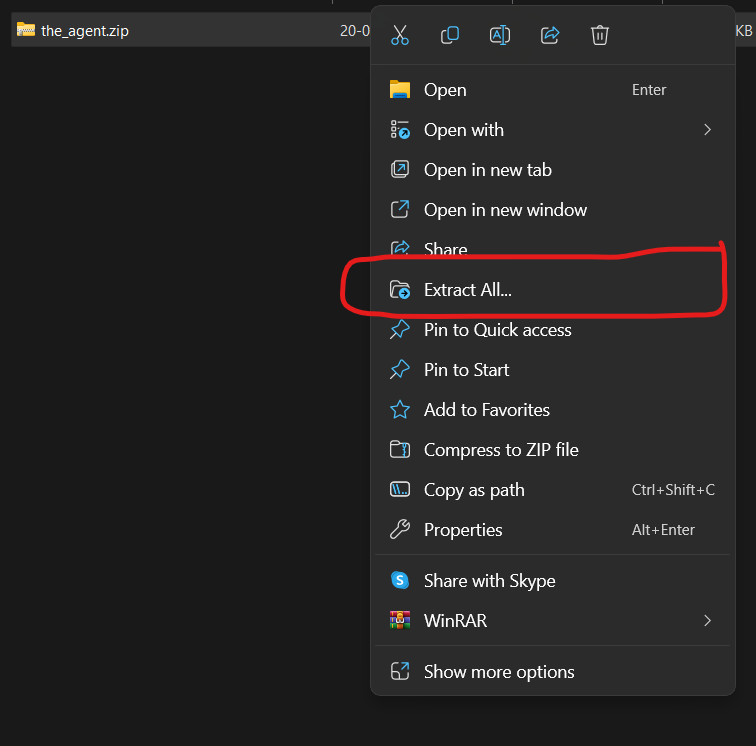 the_agent.zip 20-0 KB
Open Enter
Open with
Open in new tab
Open in new window
Share
Extract All...
Pin to Quick access
Pin to Start
Add to Favorites
Compress to ZIP file
Copy as path Ctrl+Shift+C
Properties Alt+Enter
Share with Skype
WinRAR
Show more options